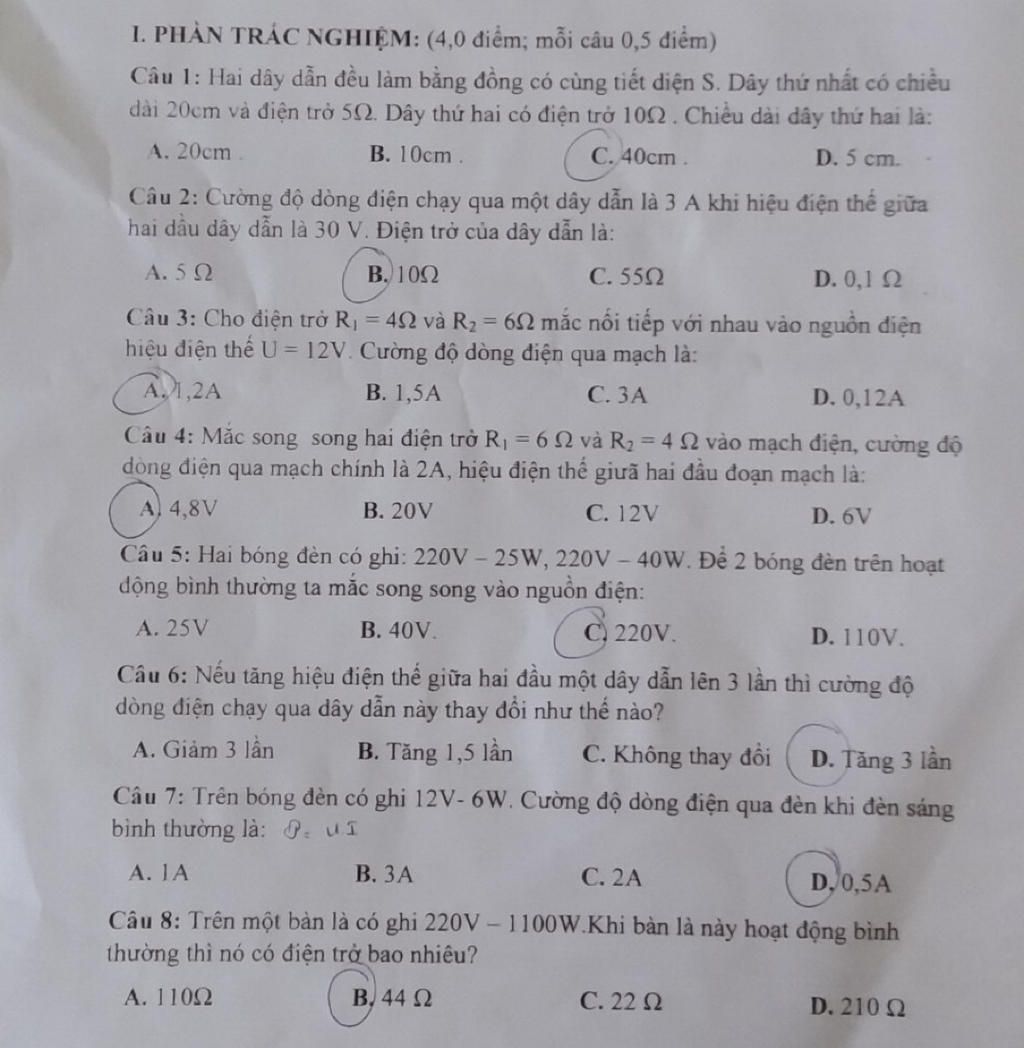 I. PHẦN TRẮC NGHIỆM: (4,0 điểm; mỗi câu 0,5 điểm)
Câu 1: Hai dây dẫn đều làm bằng đồng có cùng tiết diện S. Dây thứ nhất có chiều
dài 20cm và điện trở 5Ω. Dây thứ hai có điện trở 10Ω . Chiều dài dây thứ hai là:
A. 20cm . B. 10cm . C. 40cm . D. 5 cm.
Câu 2: Cường độ dòng điện chạy qua một dây dẫn là 3 A khi hiệu điện thế giữa
hai dầu dây dẫn là 30 V. Điện trở của dây dẫn là:
A. 5 Ω B. 10Ω C. 55Ω D. 0,1 Ω
Câu 3: Cho điện trở R₁ = 4Ω và R₂ = 6Ω mắc nối tiếp với nhau vào nguồn điện
hiệu điện thế U = 12V. Cường độ dòng điện qua mạch là:
A. 1,2A B. 1,5A C. 3A D. 0,12A
Câu 4: Mắc song song hai điện trở R₁ = 6 Ω và R₂ = 4 Ω vào mạch điện, cường độ
dòng điện qua mạch chính là 2A, hiệu điện thế giưã hai đầu đoạn mạch là:
A. 4,8V B. 20V C. 12V D. 6V
Câu 5: Hai bóng đèn có ghi: 220V – 25W, 220V – 40W. Để 2 bóng đèn trên hoạt
động bình thường ta mắc song song vào nguồn điện:
A. 25V B. 40V. C. 220V. D. 110V.
Câu 6: Nếu tăng hiệu điện thế giữa hai đầu một dây dẫn lên 3 lần thì cường độ
dòng điện chạy qua dây dẫn này thay đổi như thế nào?
A. Giảm 3 lần B. Tăng 1,5 lần C. Không thay đổi D. Tăng 3 lần
Câu 7: Trên bóng đèn có ghi 12V- 6W. Cường độ dòng điện qua đèn khi đèn sáng
bình thường là: P = UI
A. 1A B. 3A C. 2A D. 0,5A
Câu 8: Trên một bàn là có ghi 220V – 1100W.Khi bàn là này hoạt động bình
thường thì nó có điện trở bao nhiêu?
A. 110Ω B. 44 Ω C. 22 Ω D. 210 Ω